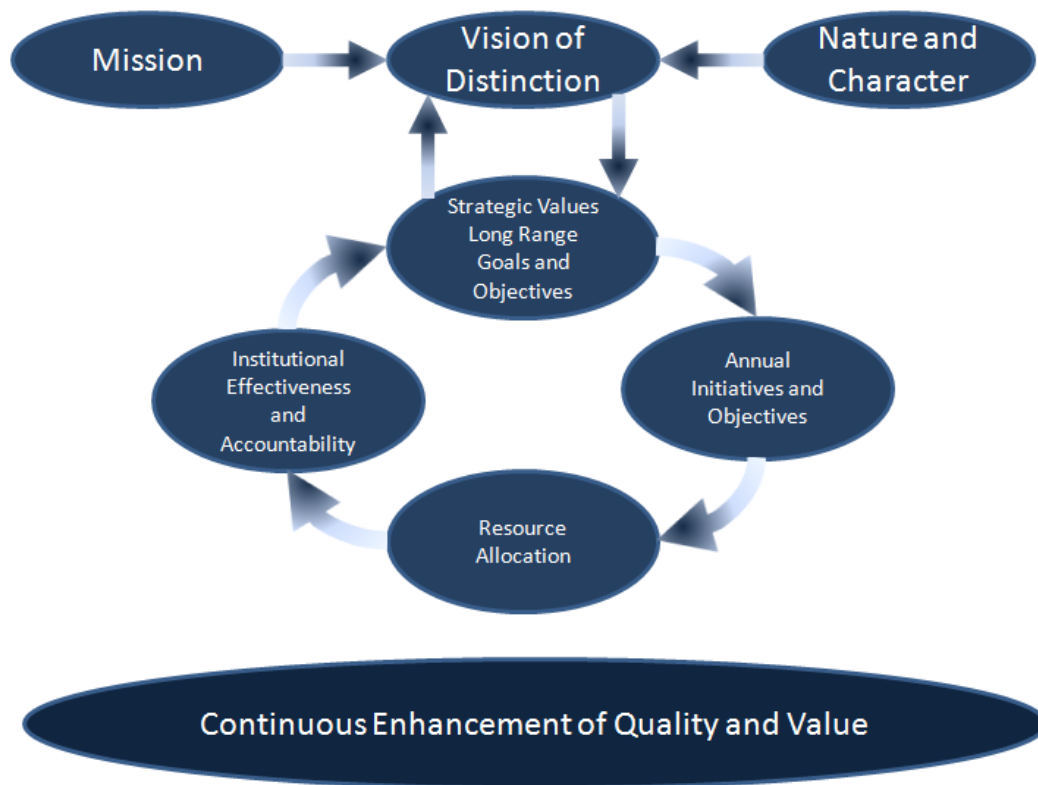 Mission
Vision of
Distinction
Nature and
Character
Strategic Values
Long Range
Goals and
Objectives
Institutional
Effectiveness
and
Accountability
Annual
Initiatives and
Objectives
Resource
Allocation
Continuous Enhancement of Quality and Value